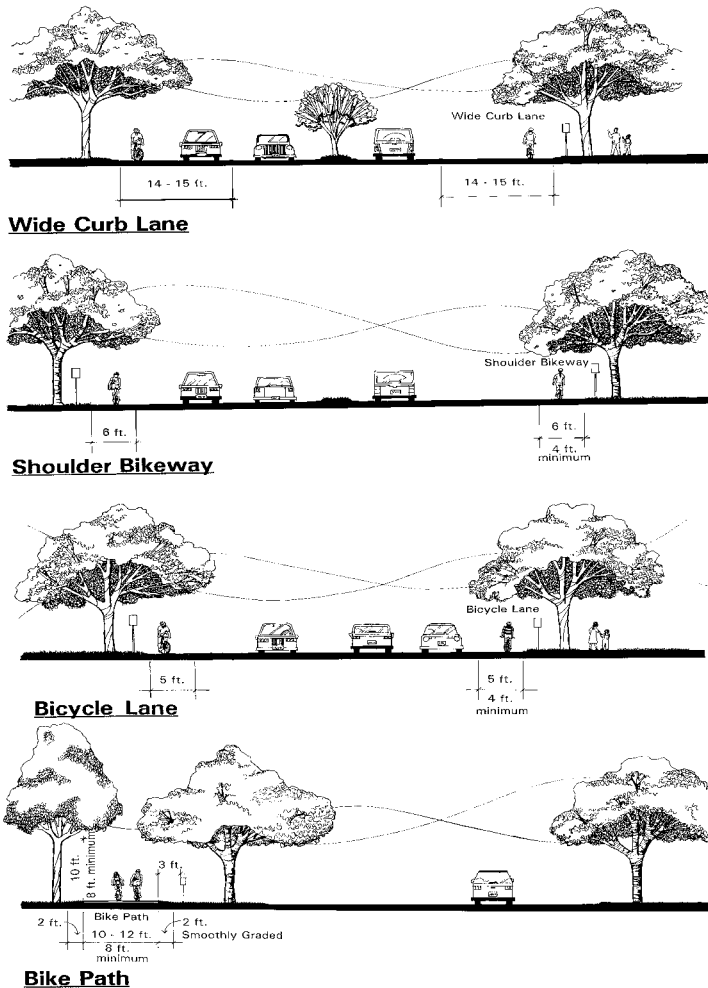 Wide Curb Lane
14 - 15 ft.
14 - 15 ft.
Wide Curb Lane
Shoulder Bikeway
6 ft.
6 ft.
4 ft.
minimum
Shoulder Bikeway
Bicycle Lane
5 ft.
5 ft.
4 ft.
minimum
Bicycle Lane
10 ft.
8 ft. minimum
3 ft.
2 ft.
Bike Path
2 ft.
10 - 12 ft.
Smoothly Graded
8 ft.
minimum
Bike Path